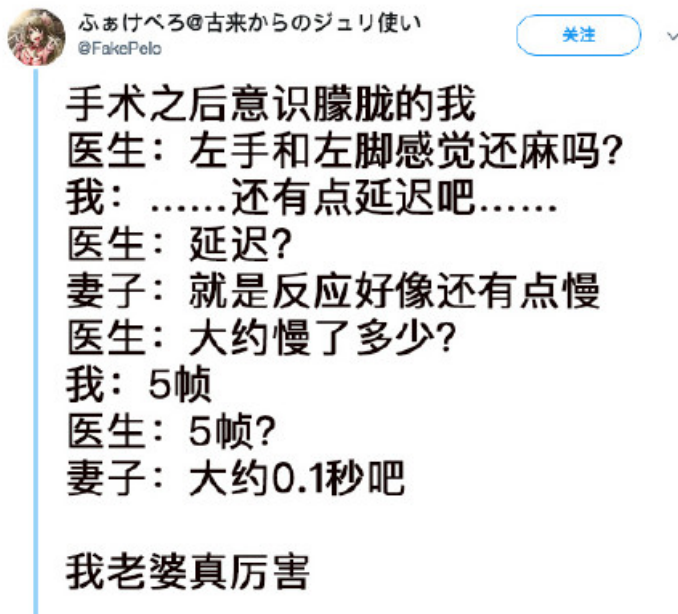 ふぁけぺろ@古来からのジュリ使い
@FakePelo
关注
手术之后意识朦胧的我
医生：左手和左脚感觉还麻吗?
我：……还有点延迟吧……
医生：延迟?
妻子：就是反应好像还有点慢
医生：大约慢了多少?
我：5帧
医生：5帧?
妻子：大约0.1秒吧
我老婆真厉害